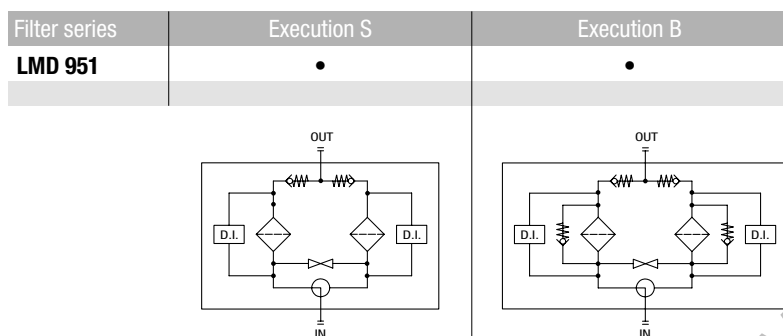 Filter series Execution S Execution B
LMD 951 • •
OUT OUT
D.I. D.I. D.I. D.I.
IN IN